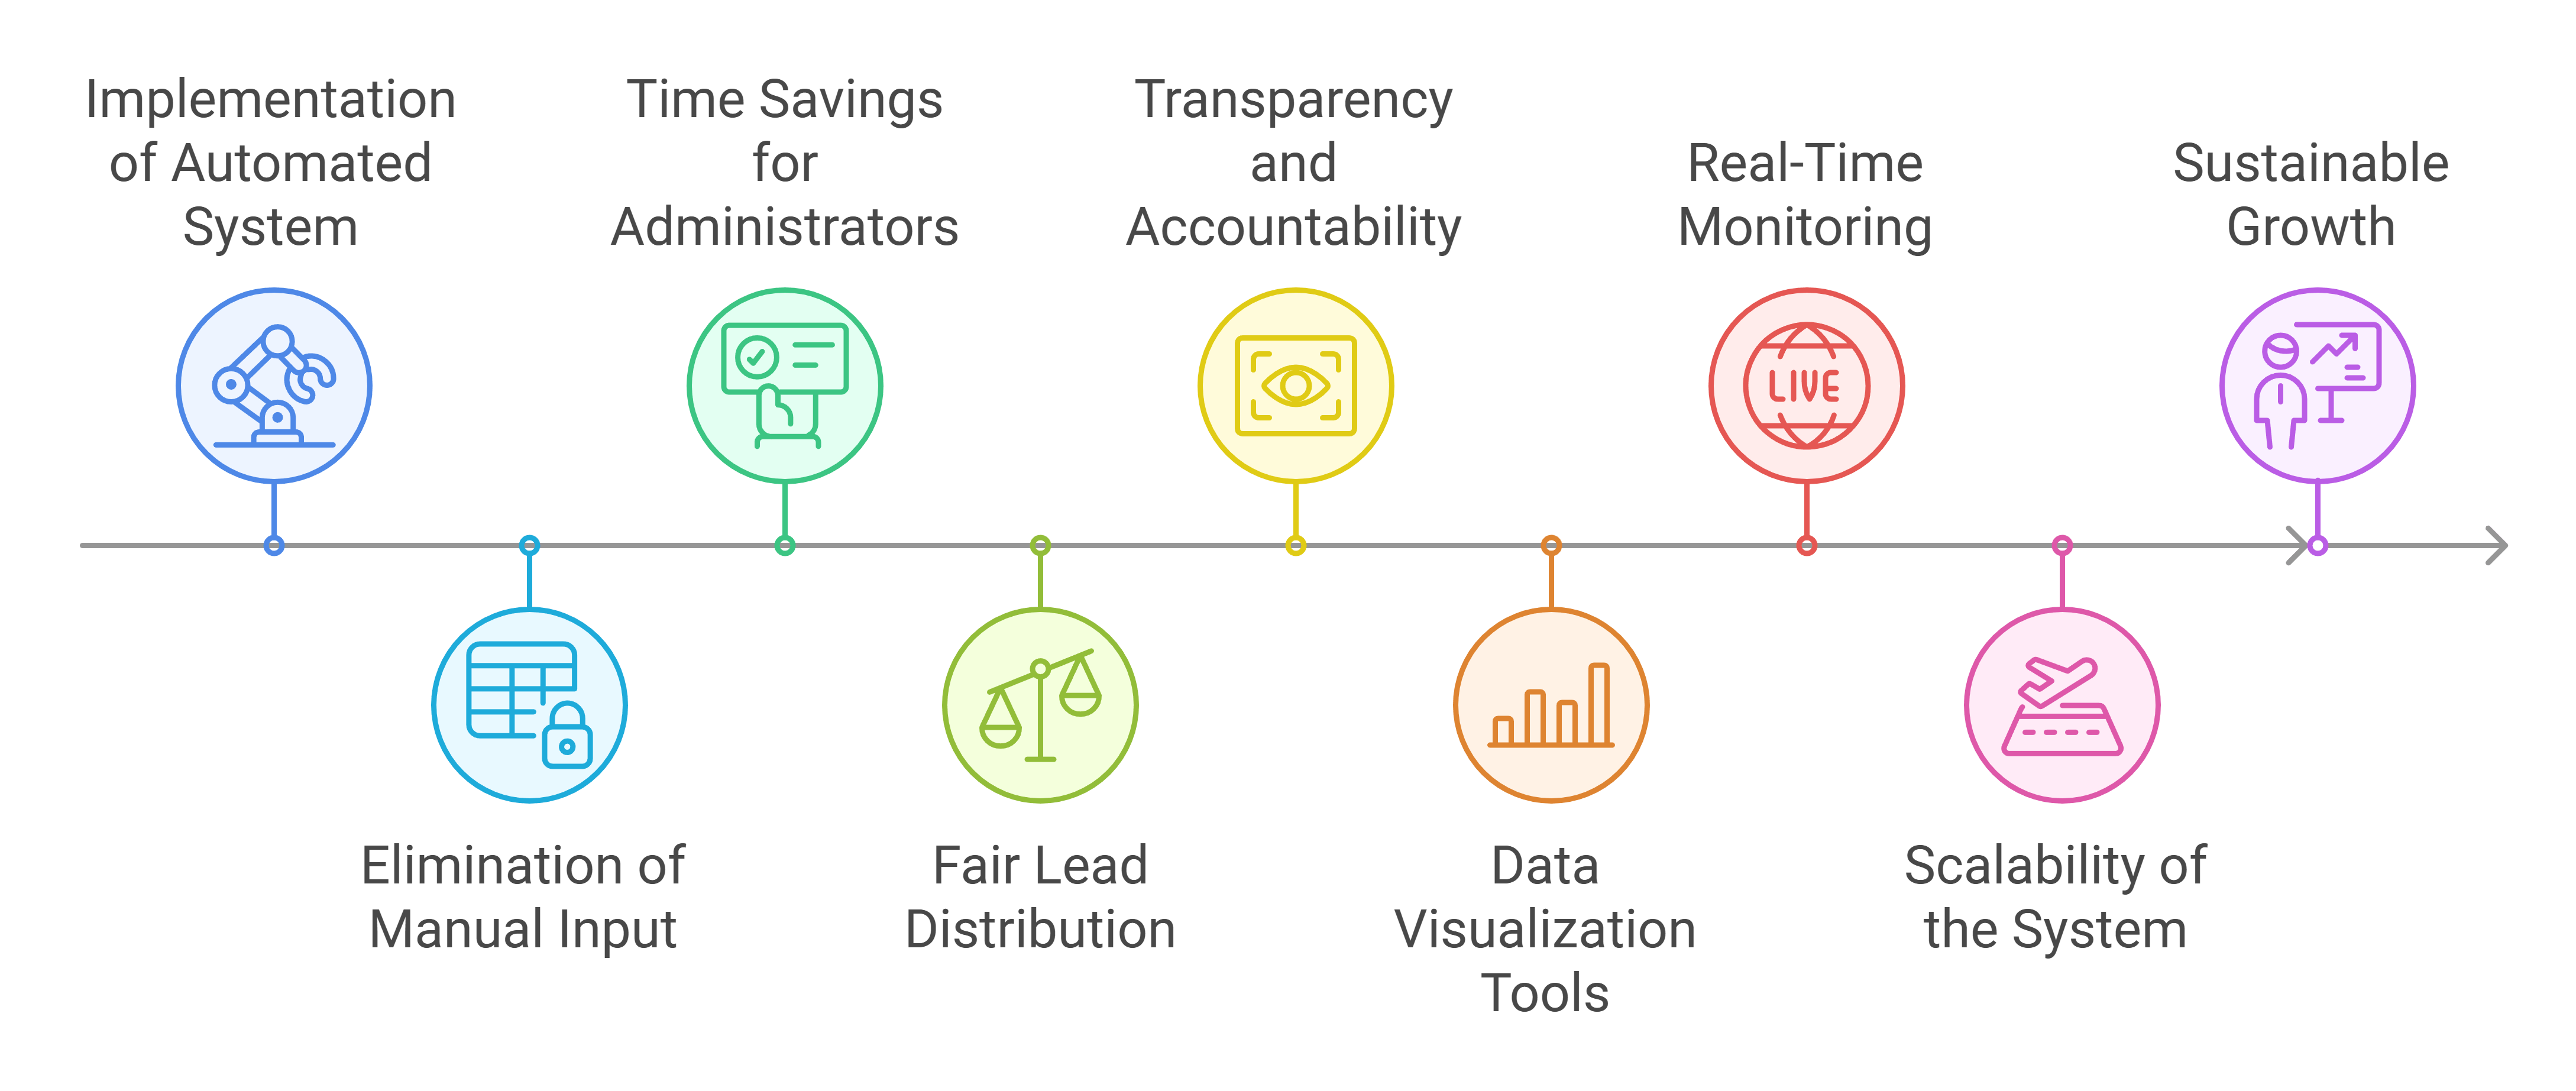 Implementation
of Automated
System
Time Savings
for
Administrators
Transparency
and
Accountability
Real-Time
Monitoring
Sustainable
Growth
LIVE
Elimination of
Manual Input
Fair Lead
Distribution
Data
Visualization
Tools
Scalability of
the System